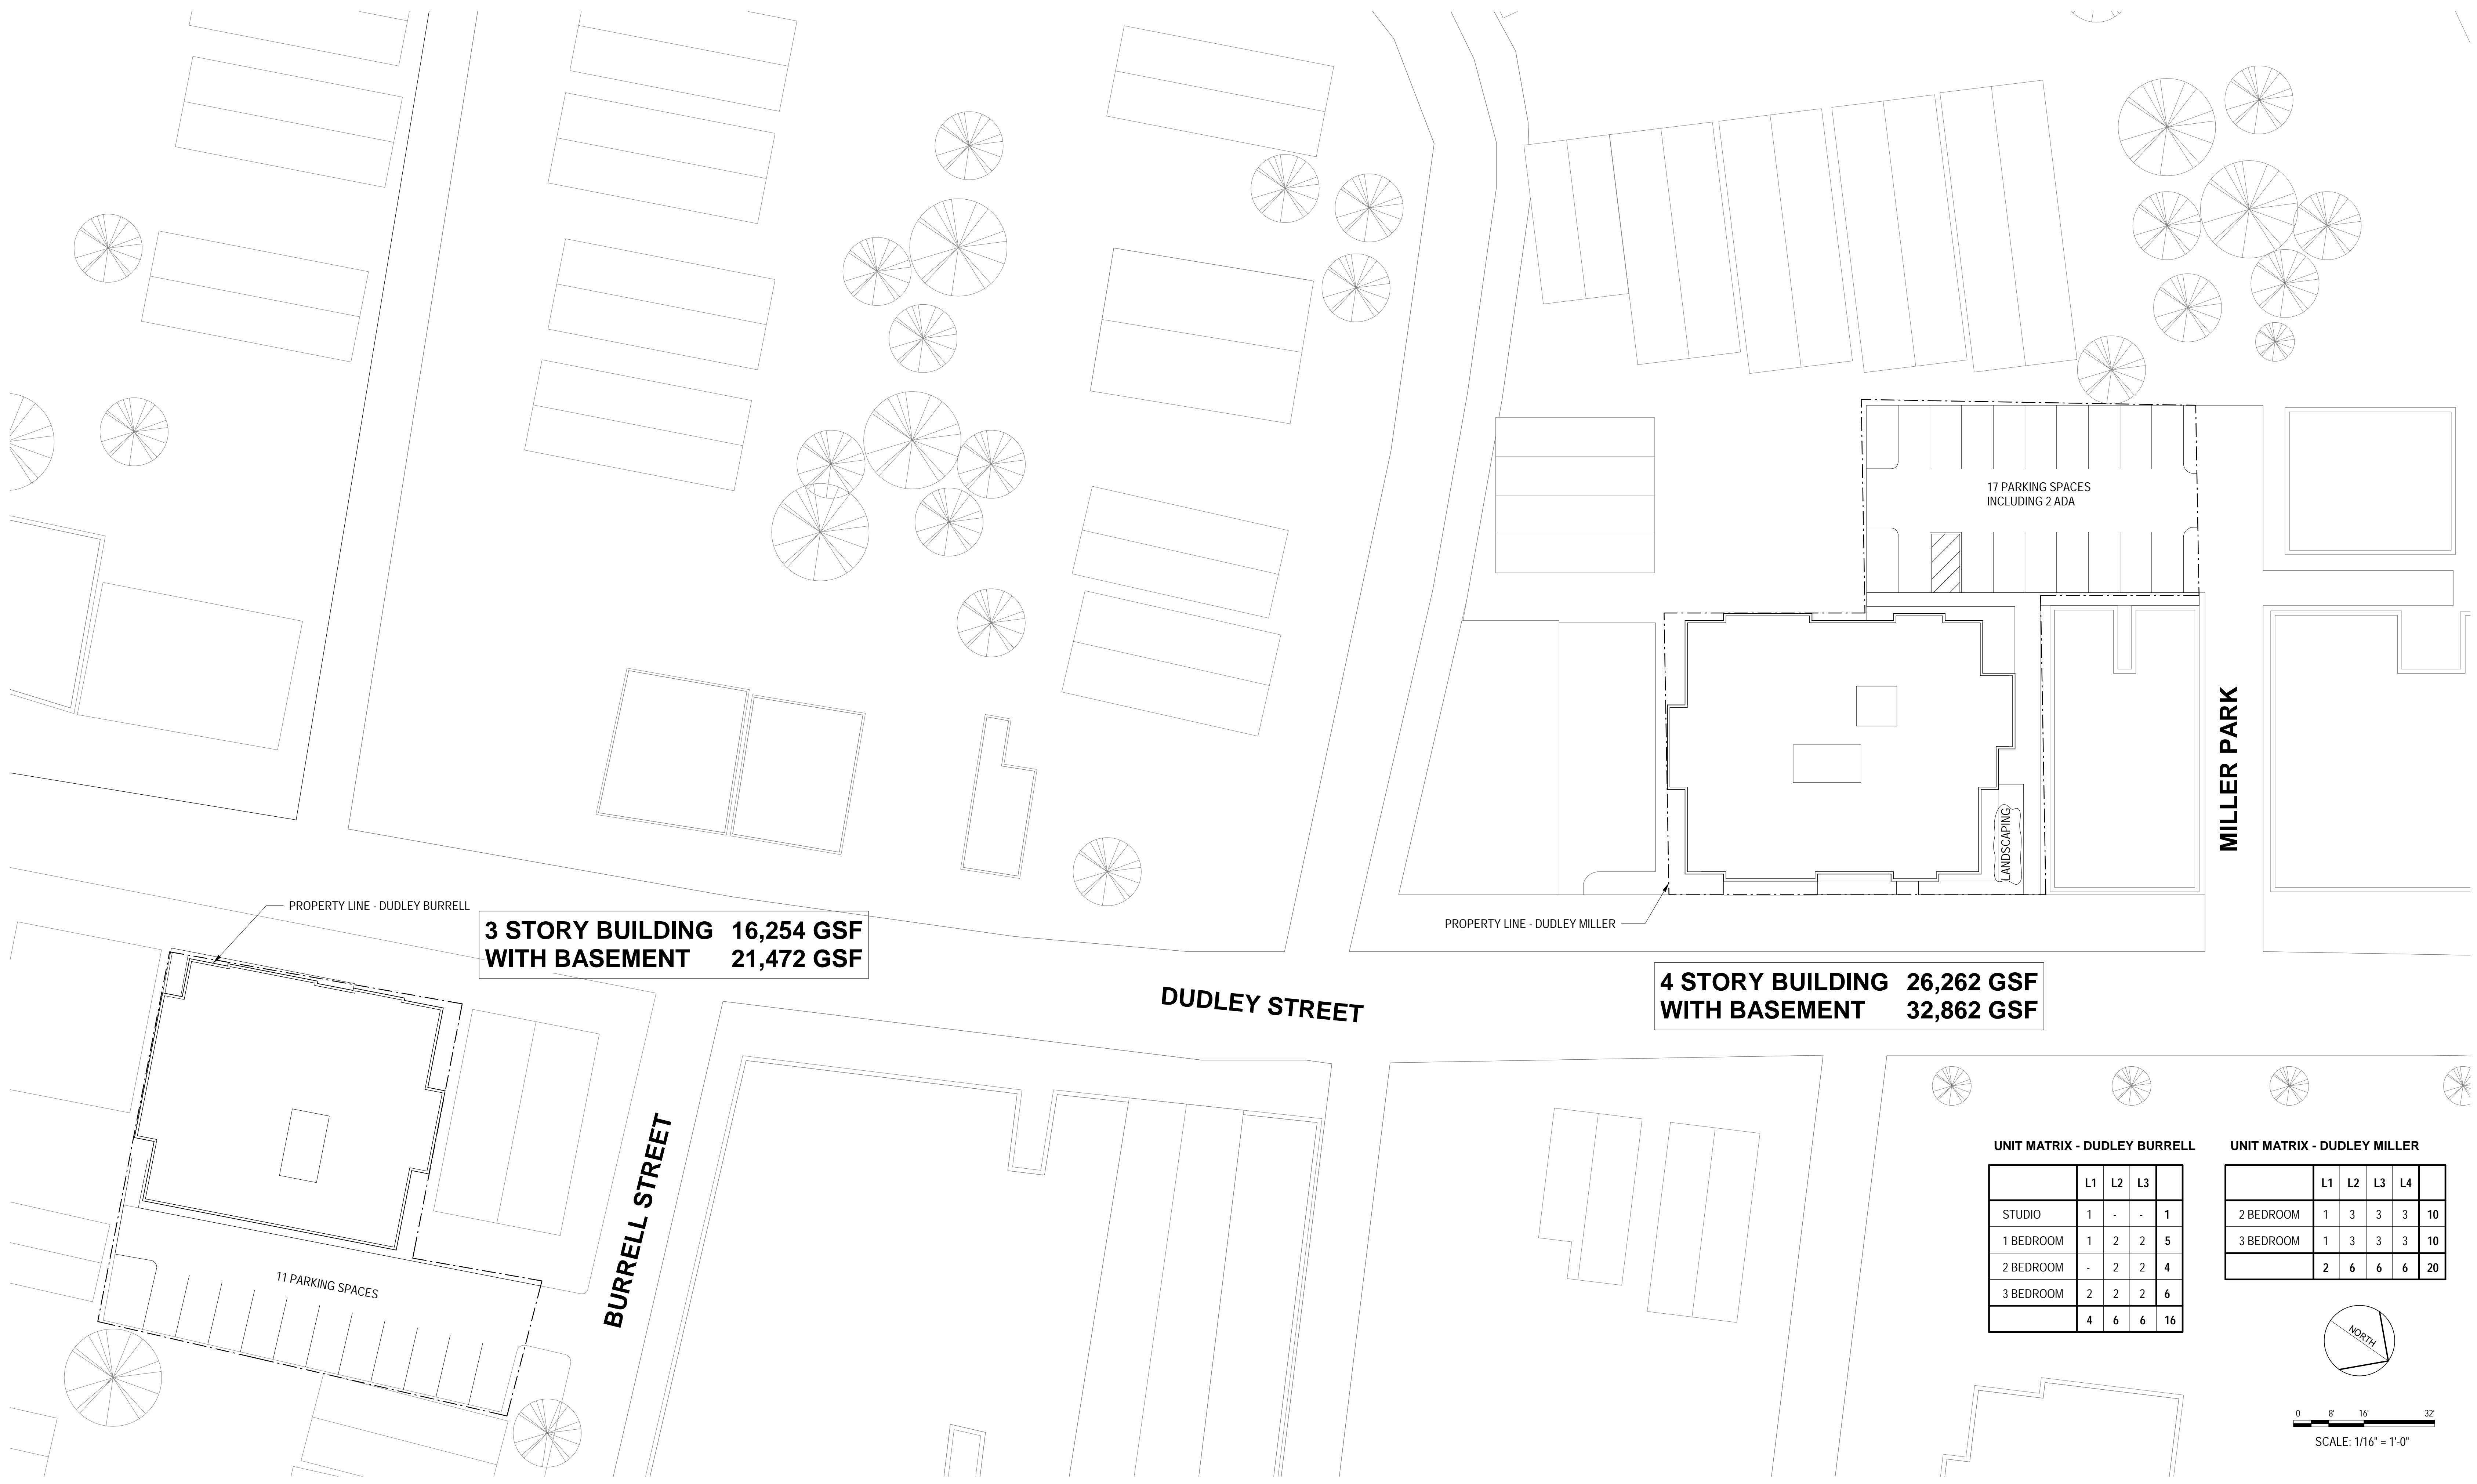 17 PARKING SPACES
INCLUDING 2 ADA
MILLER PARK
LANDSCAPING
PROPERTY LINE - DUDLEY BURRELL
3 STORY BUILDING 16,254 GSF
WITH BASEMENT 21,472 GSF
PROPERTY LINE - DUDLEY MILLER
4 STORY BUILDING 26,262 GSF
WITH BASEMENT 32,862 GSF
DUDLEY STREET
BURRELL STREET
11 PARKING SPACES
UNIT MATRIX - DUDLEY BURRELL
L1 L2 L3
STUDIO 1 - - 1
1 BEDROOM 1 2 2 5
2 BEDROOM - 2 2 4
3 BEDROOM 2 2 2 6
4 6 6 16
UNIT MATRIX - DUDLEY MILLER
L1 L2 L3 L4
2 BEDROOM 1 3 3 3 10
3 BEDROOM 1 3 3 3 10
2 6 6 6 20
NORTH
0 8' 16' 32'
SCALE: 1/16" = 1'-0"